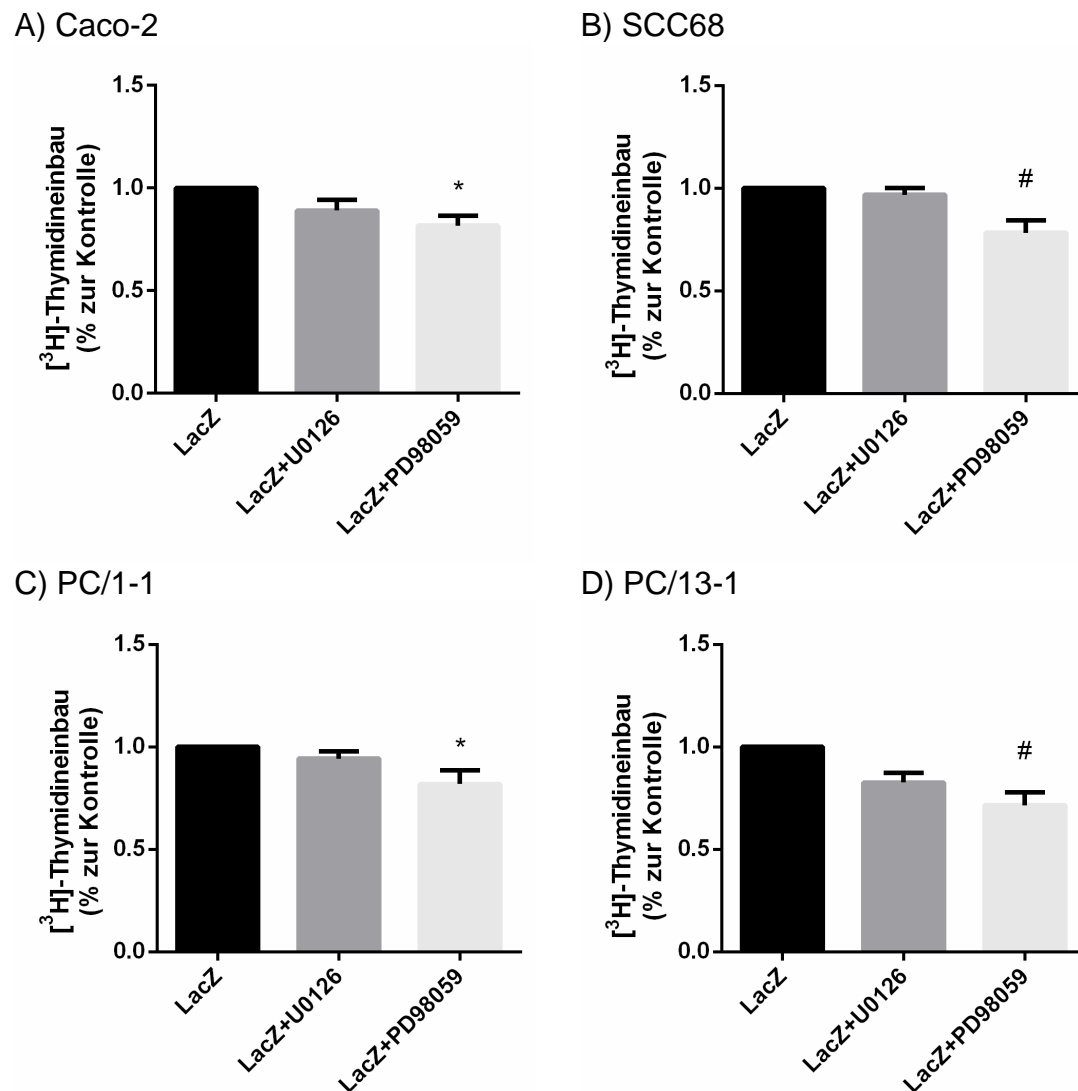 A) Caco-2
[³H]-Thymidineinbau
(% zur Kontrolle)
1.5
1.0
0.5
0.0
*
LacZ
LacZ+U0126
LacZ+PD98059
B) SCC68
[³H]-Thymidineinbau
(% zur Kontrolle)
1.5
1.0
0.5
0.0
#
LacZ
LacZ+U0126
LacZ+PD98059
C) PC/1-1
[³H]-Thymidineinbau
(% zur Kontrolle)
1.5
1.0
0.5
0.0
*
LacZ
LacZ+U0126
LacZ+PD98059
D) PC/13-1
[³H]-Thymidineinbau
(% zur Kontrolle)
1.5
1.0
0.5
0.0
#
LacZ
LacZ+U0126
LacZ+PD98059